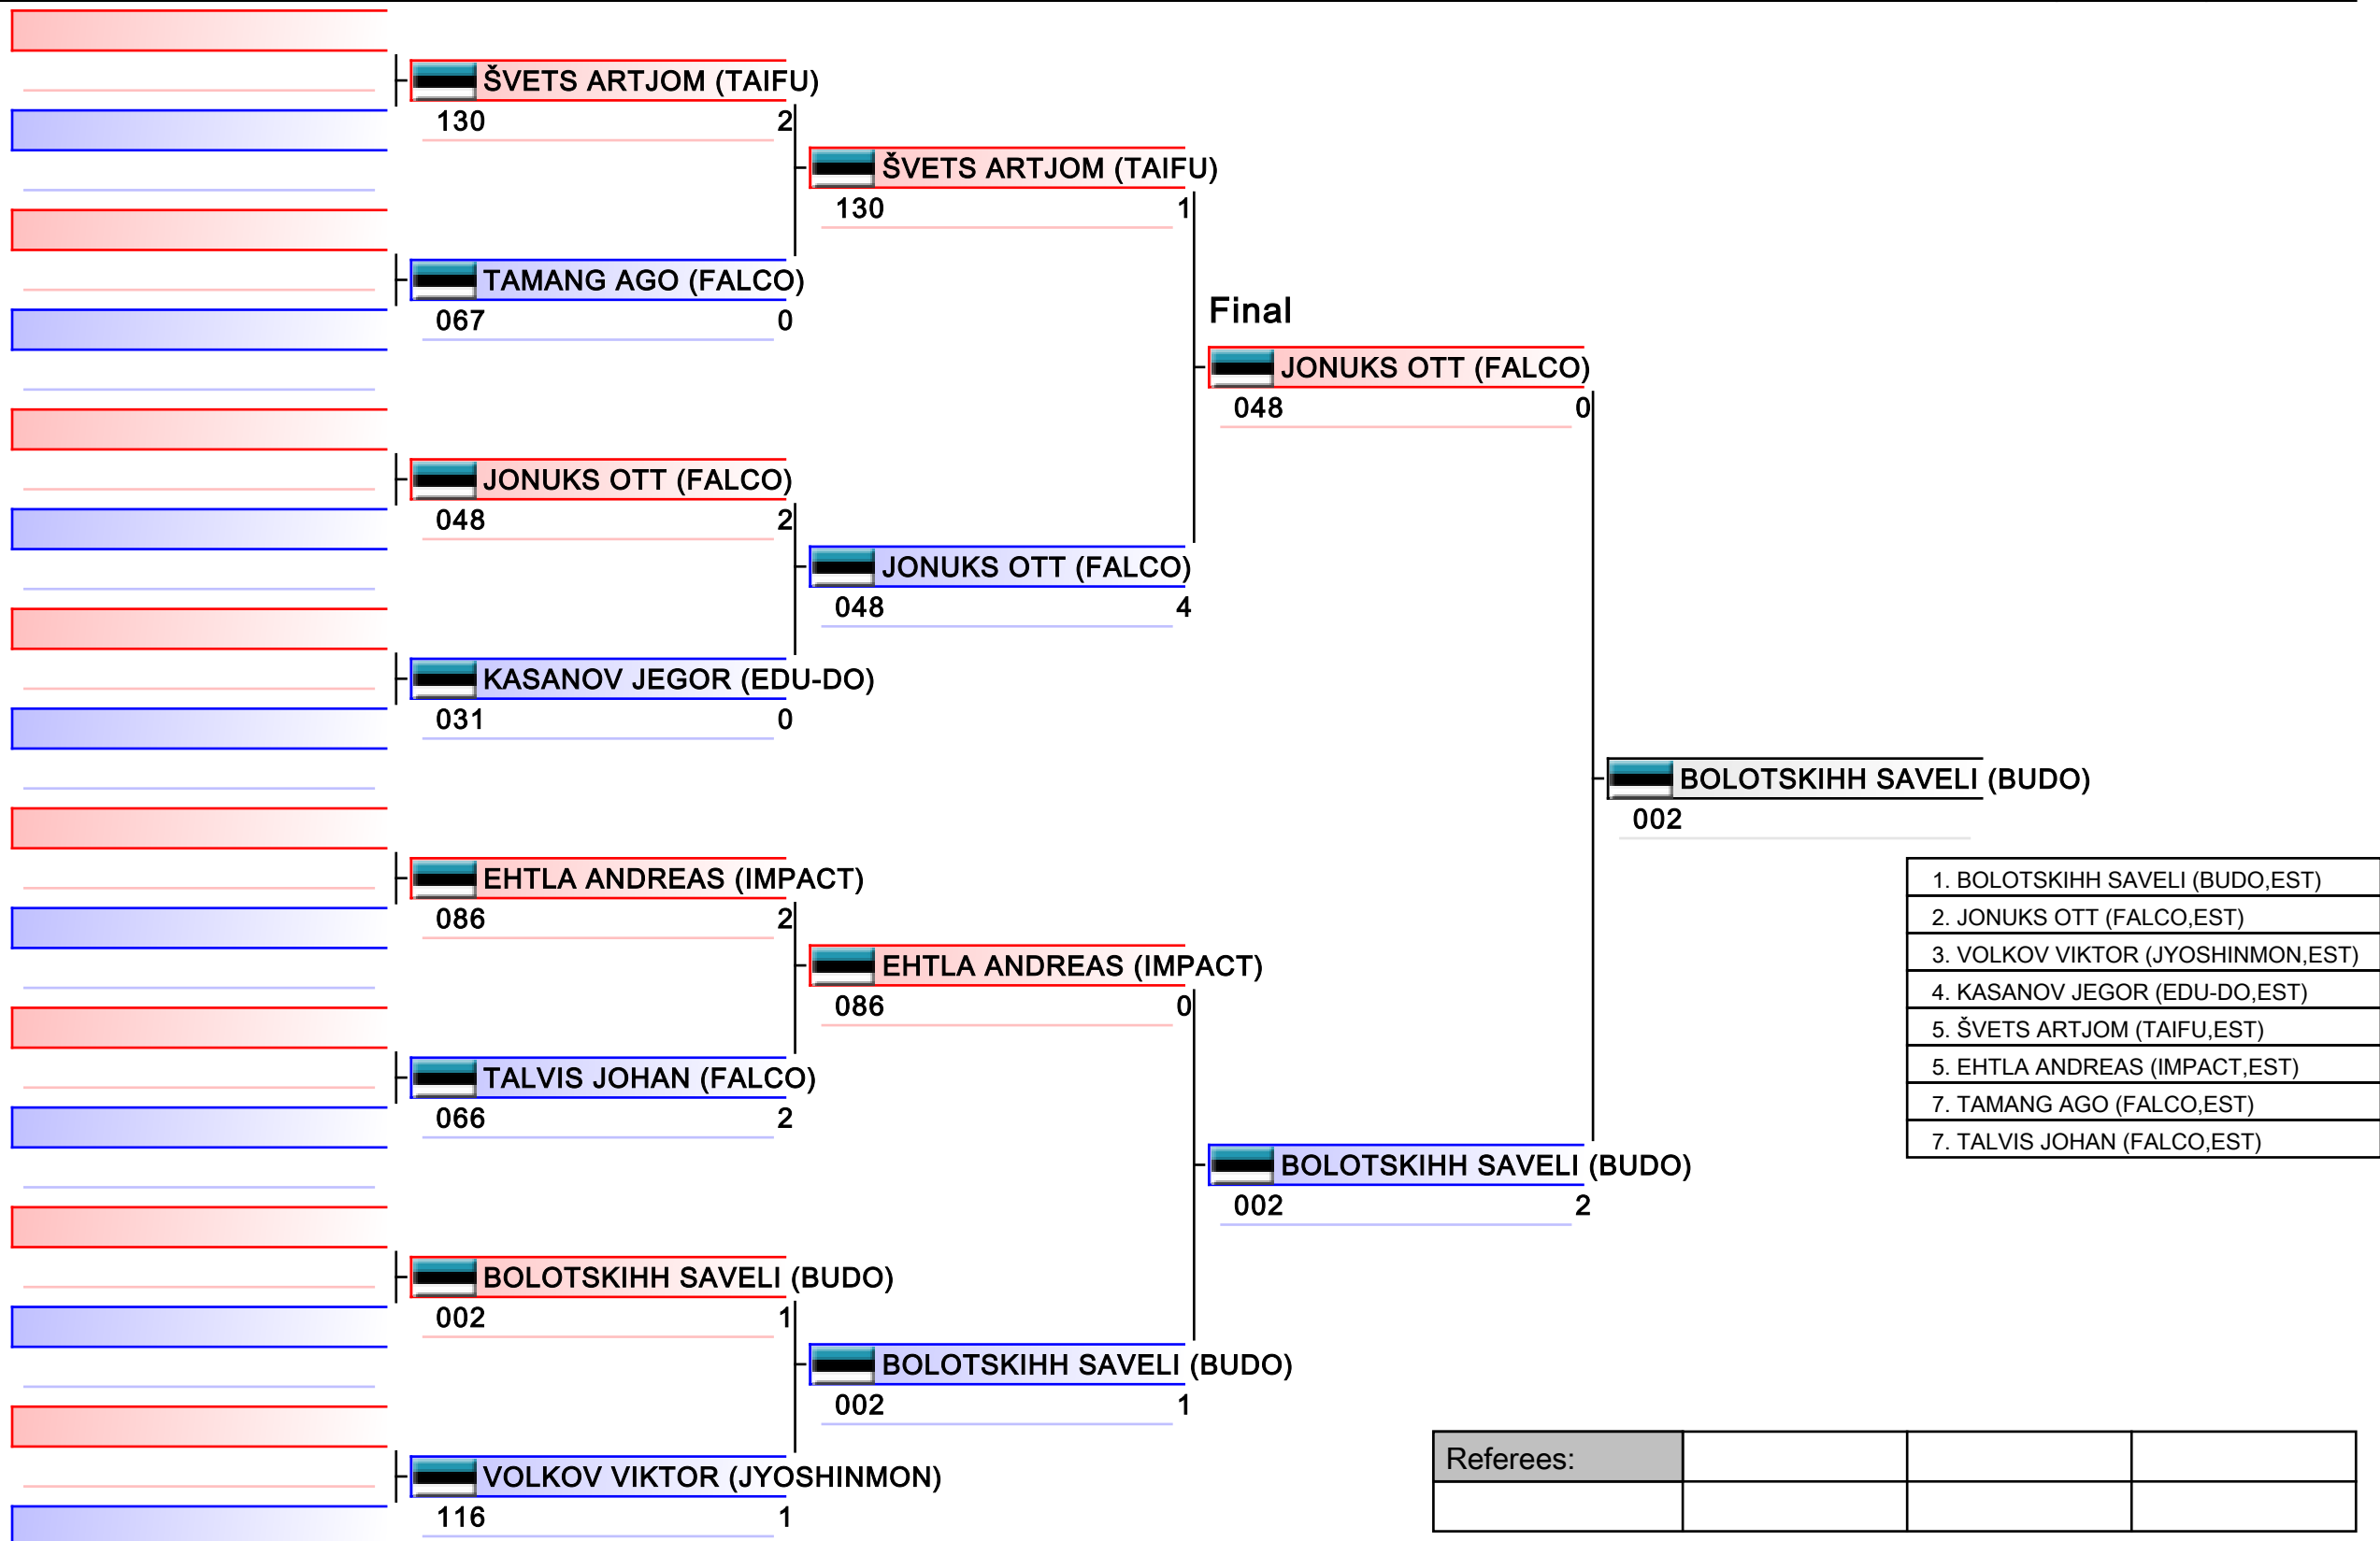 ŠVETS ARTJOM (TAIFU)
130 2
TAMANG AGO (FALCO)
067 0
JONUKS OTT (FALCO)
048 2
KASANOV JEGOR (EDU-DO)
031 0
EHTLA ANDREAS (IMPACT)
086 2
TALVIS JOHAN (FALCO)
066 2
BOLOTSKIHH SAVELI (BUDO)
002 1
VOLKOV VIKTOR (JYOSHINMON)
116 1
ŠVETS ARTJOM (TAIFU)
130 1
JONUKS OTT (FALCO)
048 4
EHTLA ANDREAS (IMPACT)
086 0
BOLOTSKIHH SAVELI (BUDO)
002 1
Final
JONUKS OTT (FALCO)
048 0
BOLOTSKIHH SAVELI (BUDO)
002 2
BOLOTSKIHH SAVELI (BUDO)
002
1. BOLOTSKIHH SAVELI (BUDO,EST)
2. JONUKS OTT (FALCO,EST)
3. VOLKOV VIKTOR (JYOSHINMON,EST)
4. KASANOV JEGOR (EDU-DO,EST)
5. ŠVETS ARTJOM (TAIFU,EST)
5. EHTLA ANDREAS (IMPACT,EST)
7. TAMANG AGO (FALCO,EST)
7. TALVIS JOHAN (FALCO,EST)
Referees: